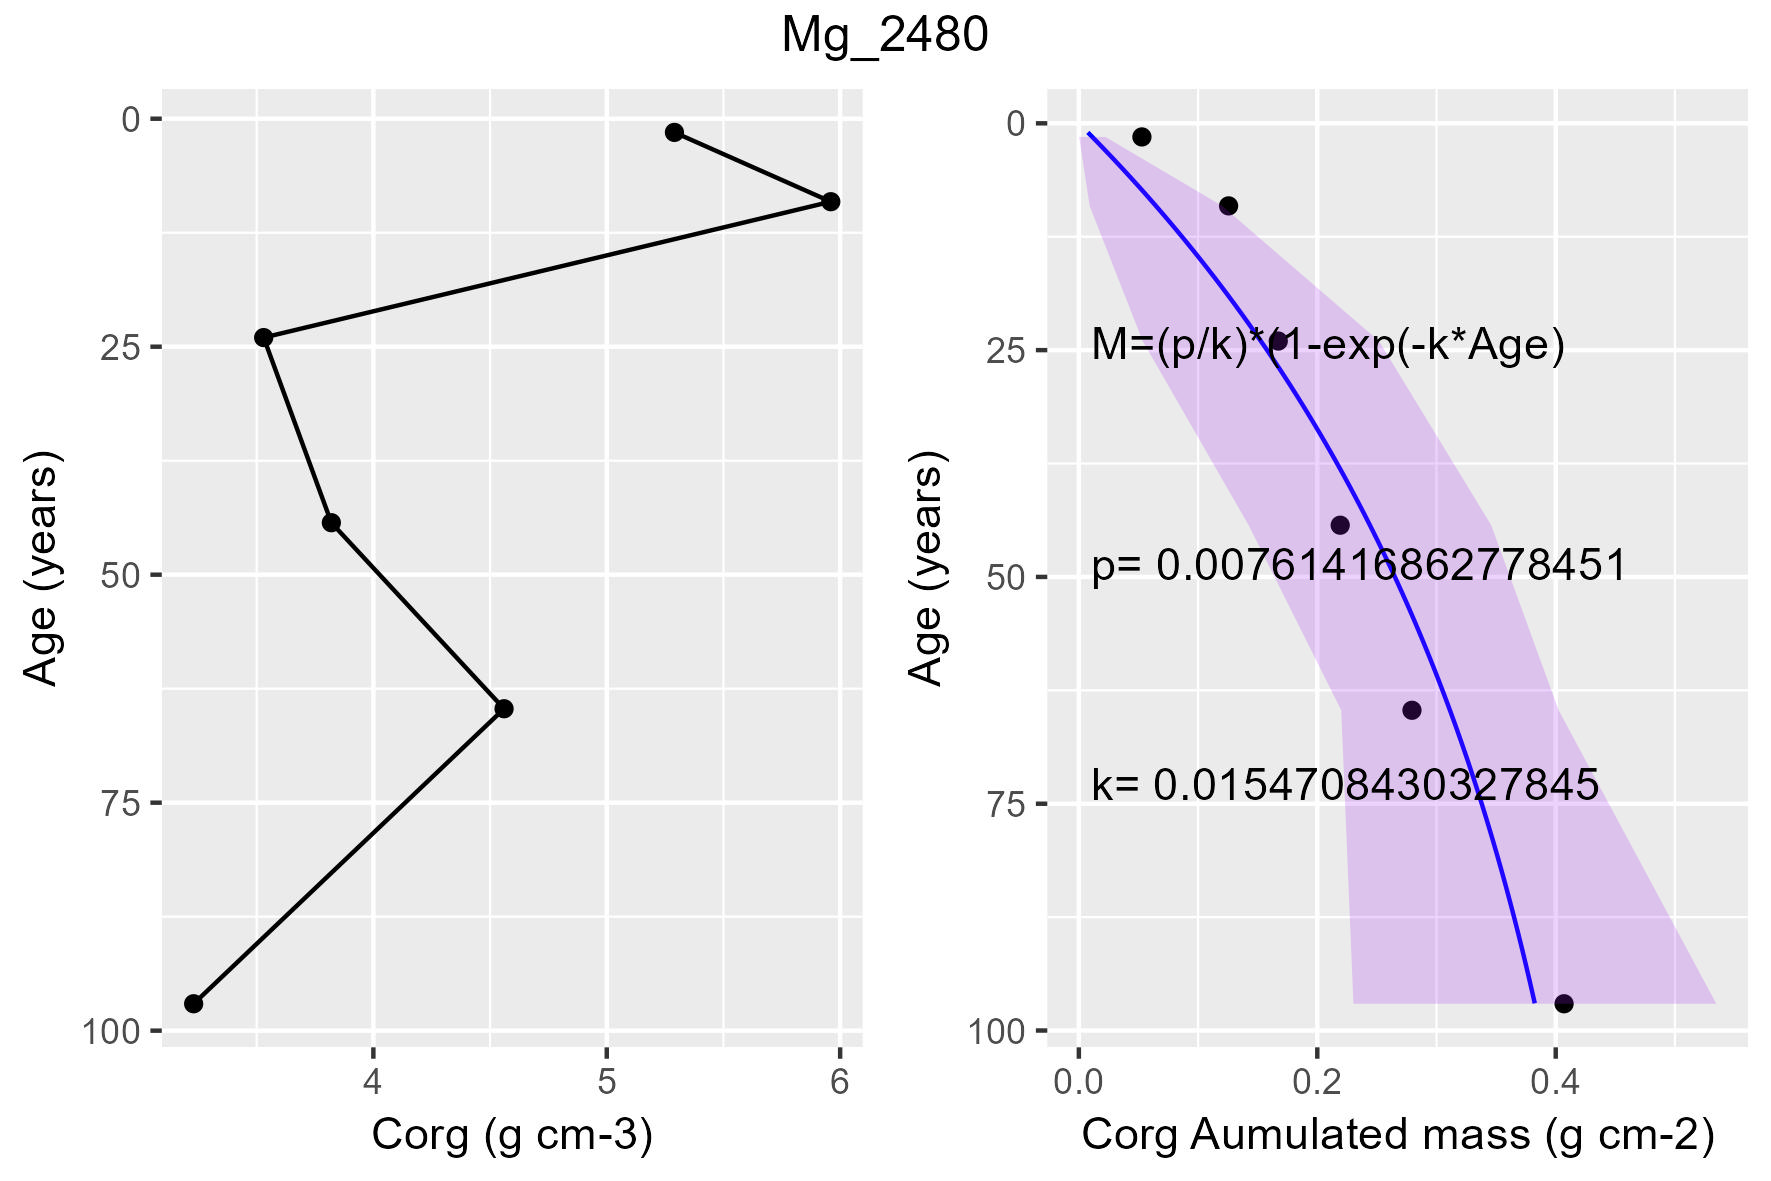 Mg_2480
0
25
50
75
100
Age (years)
4
5
6
Corg (g cm-3)
0
25
50
75
100
Age (years)
M=(p/k)*(1-exp(-k*Age)
p= 0.00761416862778451
k= 0.0154708430327845
0.0
0.2
0.4
Corg Aumulated mass (g cm-2)